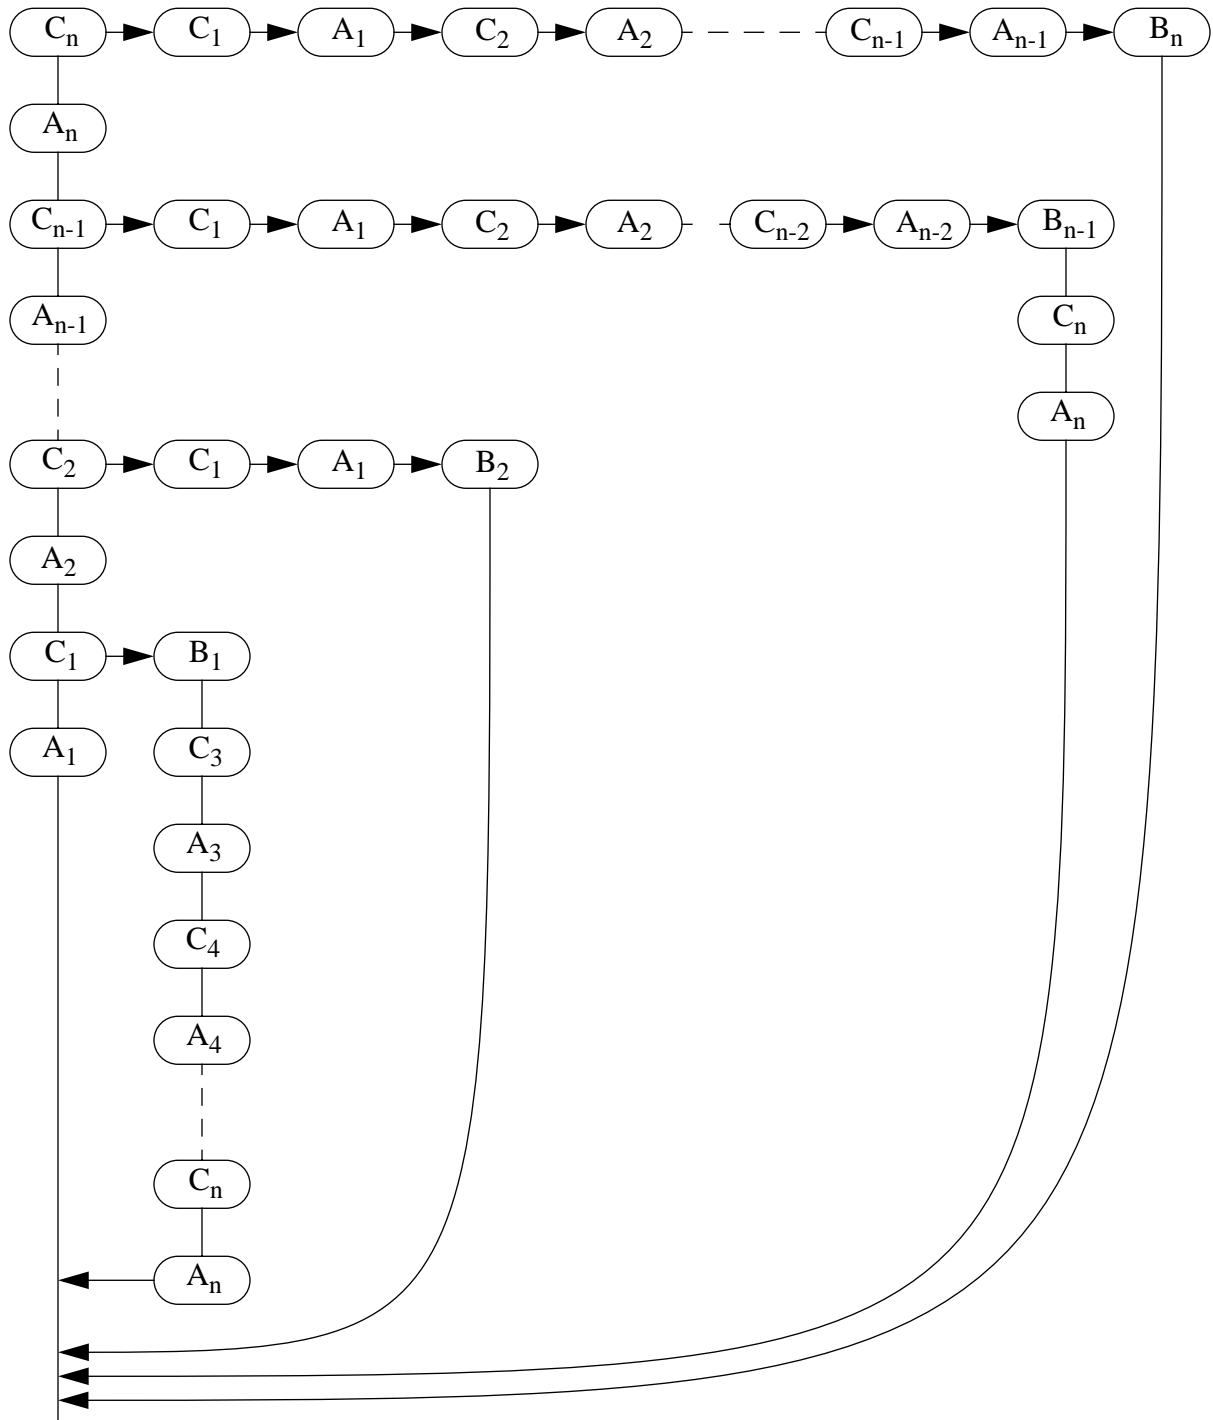 Cₙ C₁ A₁ C₂ A₂ Cₙ₋₁ Aₙ₋₁ Bₙ
Aₙ
Cₙ₋₁ C₁ A₁ C₂ A₂ Cₙ₋₂ Aₙ₋₂ Bₙ₋₁
Aₙ₋₁ Cₙ
Aₙ
C₂ C₁ A₁ B₂
A₂
C₁ B₁
A₁ C₃
A₃
C₄
A₄
Cₙ
Aₙ